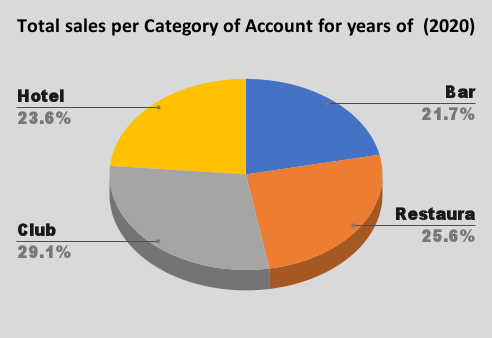 Total sales per Category of Account for years of  (2020)
Hotel
23.6%
Bar
21.7%
Club
29.1%
Restaura
25.6%